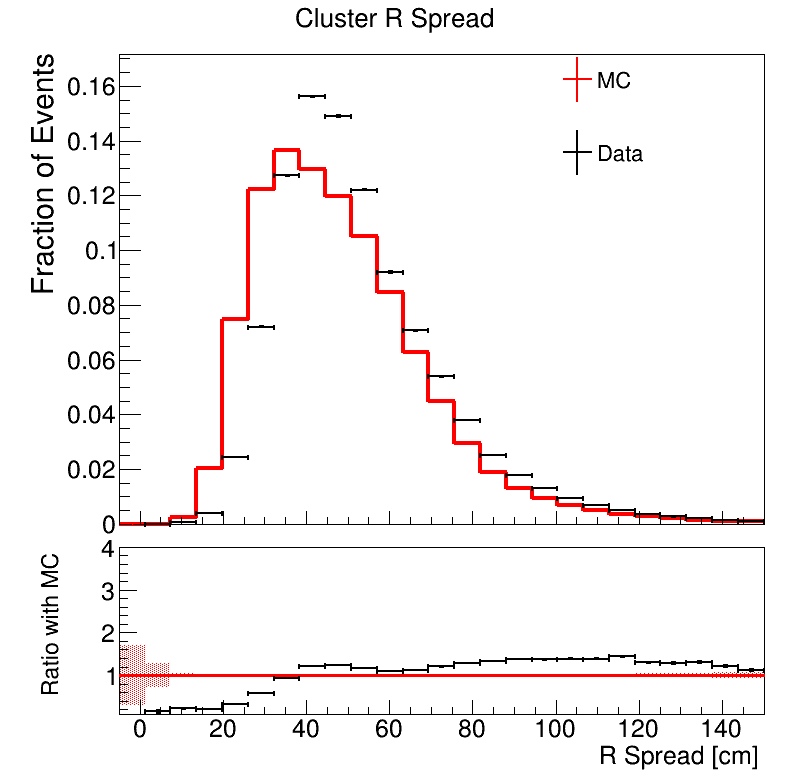 Cluster R Spread
Fraction of Events
0.16
0.14
0.12
0.1
0.08
0.06
0.04
0.02
0
MC
Data
Ratio with MC
4
3
2
1
0 20 40 60 80 100 120 140
R Spread [cm]